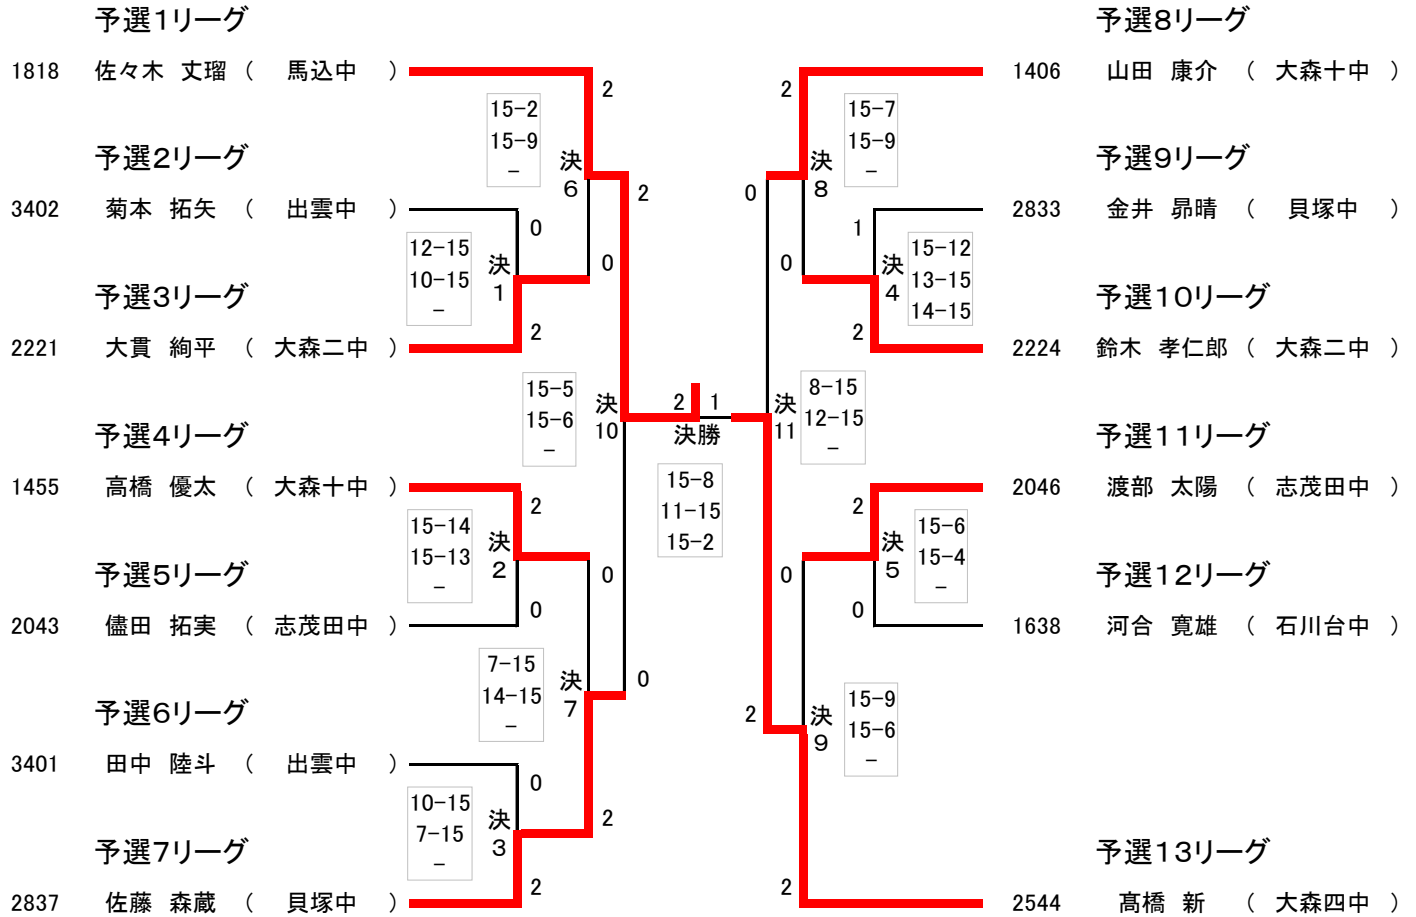 予選1リーグ
1818 佐々木 丈瑠 ( 馬込中 )
予選2リーグ
3402 菊本 拓矢 ( 出雲中 )
予選3リーグ
2221 大貫 絢平 ( 大森二中 )
予選4リーグ
1455 高橋 優太 ( 大森十中 )
予選5リーグ
2043 儘田 拓実 ( 志茂田中 )
予選6リーグ
3401 田中 陸斗 ( 出雲中 )
予選7リーグ
2837 佐藤 森蔵 ( 貝塚中 )
2
15-2
15-9
-
決
6
2
0
12-15
10-15
-
決
1
0
2
15-5
15-6
-
決
10
2
15-14
15-13
-
決
2
0
0
7-15
14-15
-
決
7
0
0
10-15
7-15
-
決
3
2
2
2 1
決勝
15-8
11-15
15-2
2
15-7
15-9
-
決
8
0
1
0
15-12
13-15
14-15
決
4
2
8-15
12-15
-
決
11
2
15-6
15-4
-
決
5
0
0
15-9
15-6
-
決
9
2
2
予選8リーグ
1406 山田 康介 ( 大森十中 )
予選9リーグ
2833 金井 昴晴 ( 貝塚中 )
予選10リーグ
2224 鈴木 孝仁郎 ( 大森二中 )
予選11リーグ
2046 渡部 太陽 ( 志茂田中 )
予選12リーグ
1638 河合 寛雄 ( 石川台中 )
予選13リーグ
2544 髙橋 新 ( 大森四中 )